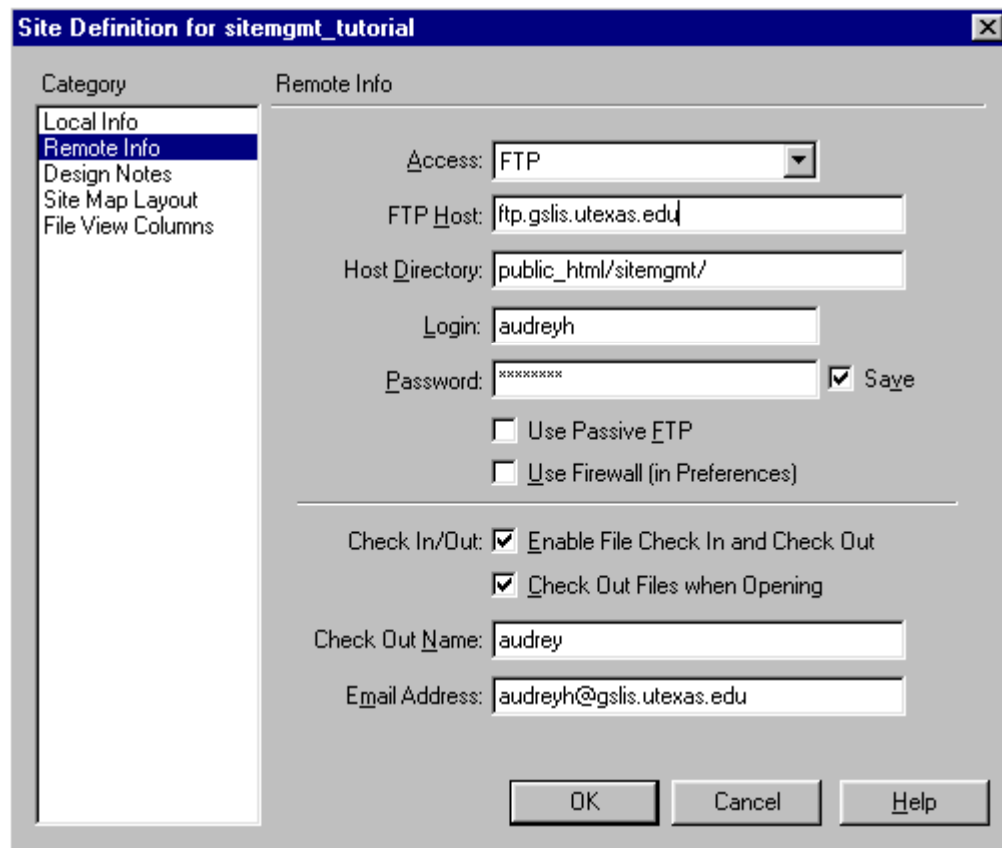 Site Definition for sitemgmt_tutorial
Category
Local Info
Remote Info
Design Notes
Site Map Layout
File View Columns
Remote Info
Access: FTP
FTP Host: ftp.gslis.utexas.edu
Host Directory: public_html/sitemgmt/
Login: audreyh
Password: ******** Save
Use Passive FTP
Use Firewall (in Preferences)
Check In/Out: Enable File Check In and Check Out
Check Out Files when Opening
Check Out Name: audrey
Email Address: audreyh@gslis.utexas.edu
OK Cancel Help